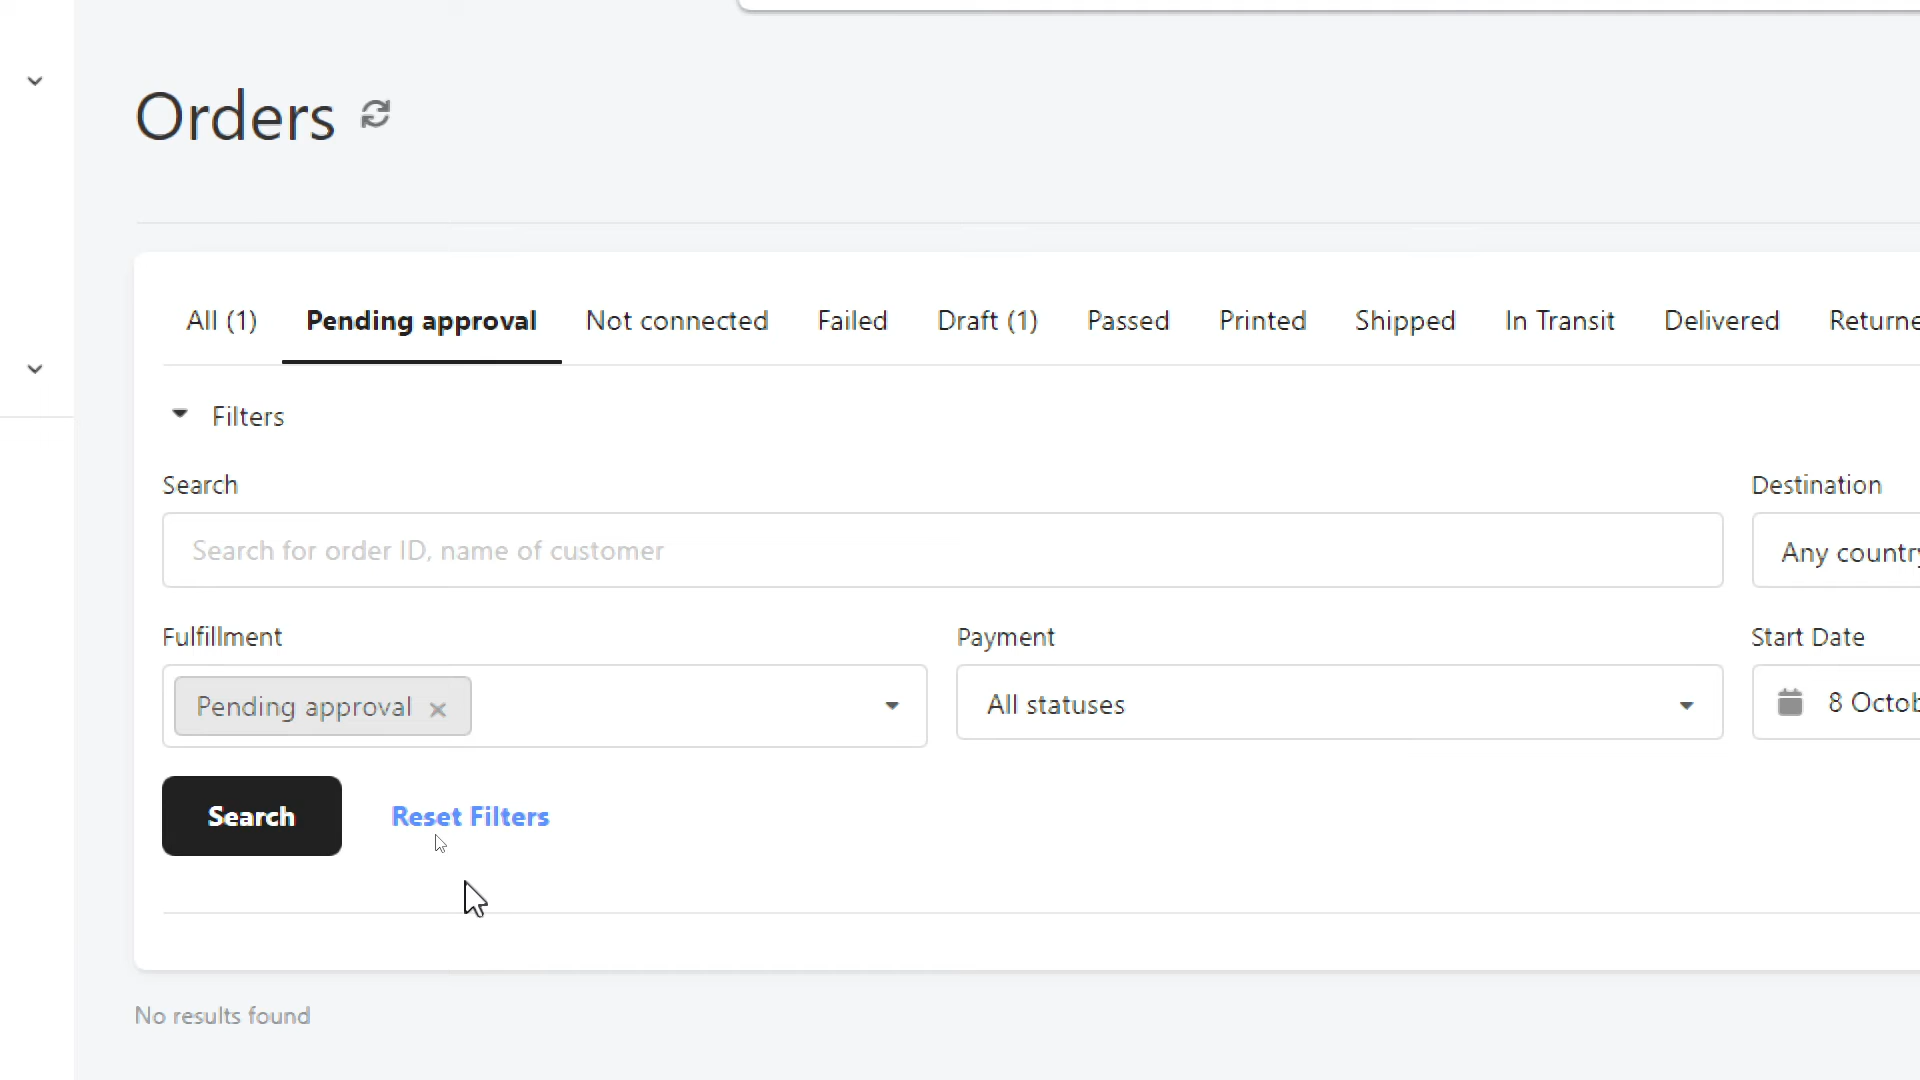 Orders
All (1) Pending approval Not connected Failed Draft (1) Passed Printed Shipped In Transit Delivered Returne
Filters
Search Destination
Search for order ID, name of customer Any country
Fulfillment Payment Start Date
Pending approval × All statuses 8 Octob
Search Reset Filters
No results found